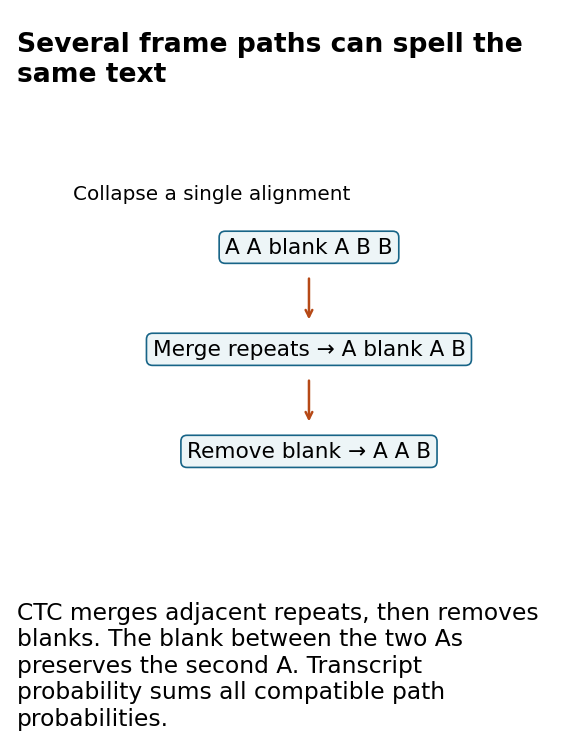 Several frame paths can spell the
same text
Collapse a single alignment
A A blank A B B
Merge repeats → A blank A B
Remove blank → A A B
CTC merges adjacent repeats, then removes
blanks. The blank between the two As
preserves the second A. Transcript
probability sums all compatible path
probabilities.